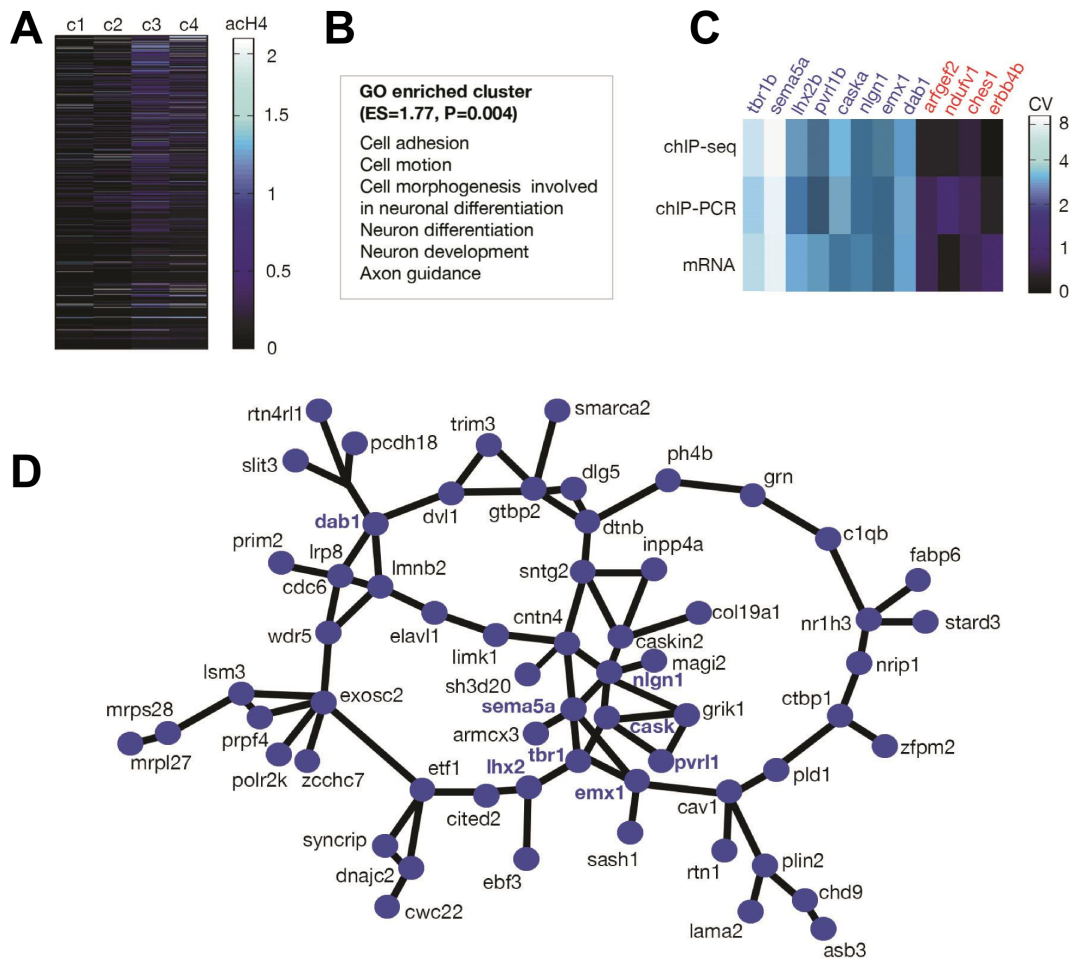 A
c1 c2 c3 c4 acH4
2
1
0.5
0
B
GO enriched cluster
(ES=1.77, P=0.004)
Cell adhesion
Cell motion
Cell morphogenesis involved
in neuronal differentiation
Neuron differentiation
Neuron development
Axon guidance
C
tbr1b sema5a lhx2b pvrl1b caska nlgn1 emx1 dab1 arfgef2 ndufv1 ches1 erbb4b
CV
chIP-seq
chIP-PCR
mRNA
8
4
2
1
0
D
rtn4rl1
pcdh18
slit3
trim3
smarca2
dlg5
ph4b
grn
dab1
dvl1
gtbp2
dtnb
c1qb
prim2
lrp8
cdc6
lmnb2
sntg2
inpp4a
fabp6
wdr5
elavl1
limk1
cntn4
caskin2
col19a1
nr1h3
stard3
lsm3
exosc2
sh3d20
magi2
nlgn1
nrip1
mrps28
mrpl27
prpf4
polr2k
zcchc7
sema5a
armcx3
tbr1
cask
grik1
pvrl1
ctbp1
zfpm2
etf1
lhx2
cited2
emx1
cav1
pld1
syncrip
dnajc2
cwc22
ebf3
sash1
rtn1
plin2
chd9
lama2
asb3